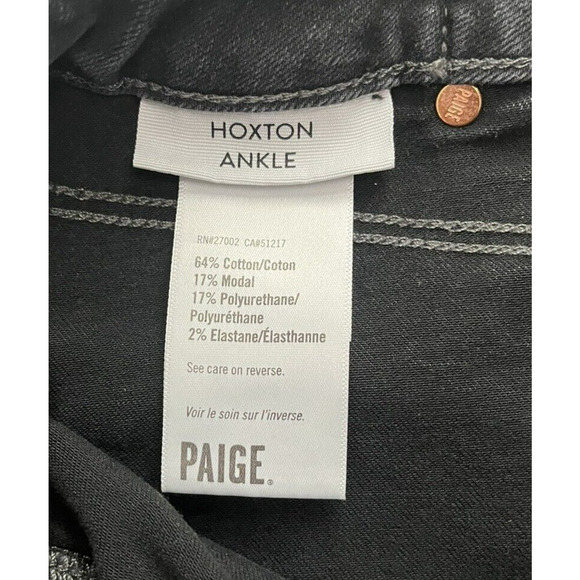 HOXTON
ANKLE
PAIGE
RN#27002 CA#51217
64% Cotton/Coton
17% Modal
17% Polyurethane/
Polyuréthane
2% Elastane/Élasthanne
See care on reverse.
Voir le soin sur l'inverse.
PAIGE®